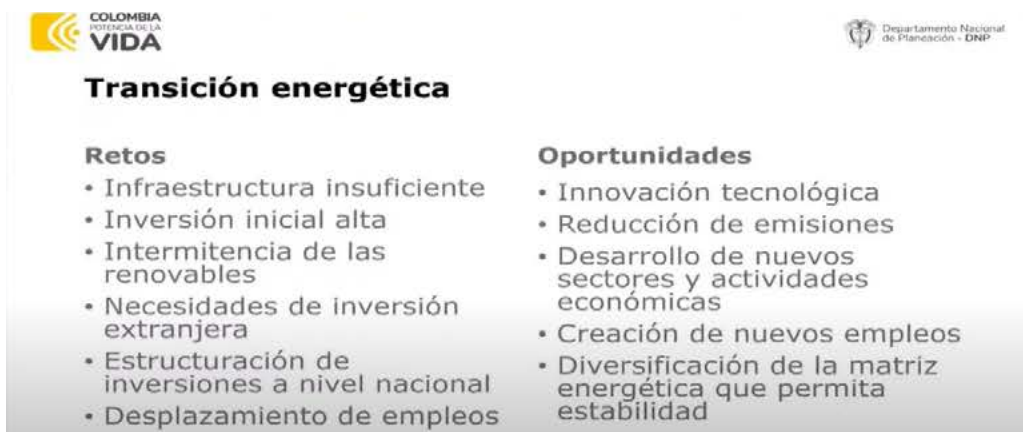 COLOMBIA
POTENCIA DE LA
VIDA
Departamento Nacional
de Planeación - DNP
Transición energética
Retos
• Infraestructura insuficiente
• Inversión inicial alta
• Intermitencia de las
renovables
• Necesidades de inversión
extranjera
• Estructuración de
inversiones a nivel nacional
• Desplazamiento de empleos
Oportunidades
• Innovación tecnológica
• Reducción de emisiones
• Desarrollo de nuevos
sectores y actividades
económicas
• Creación de nuevos empleos
• Diversificación de la matriz
energética que permita
estabilidad